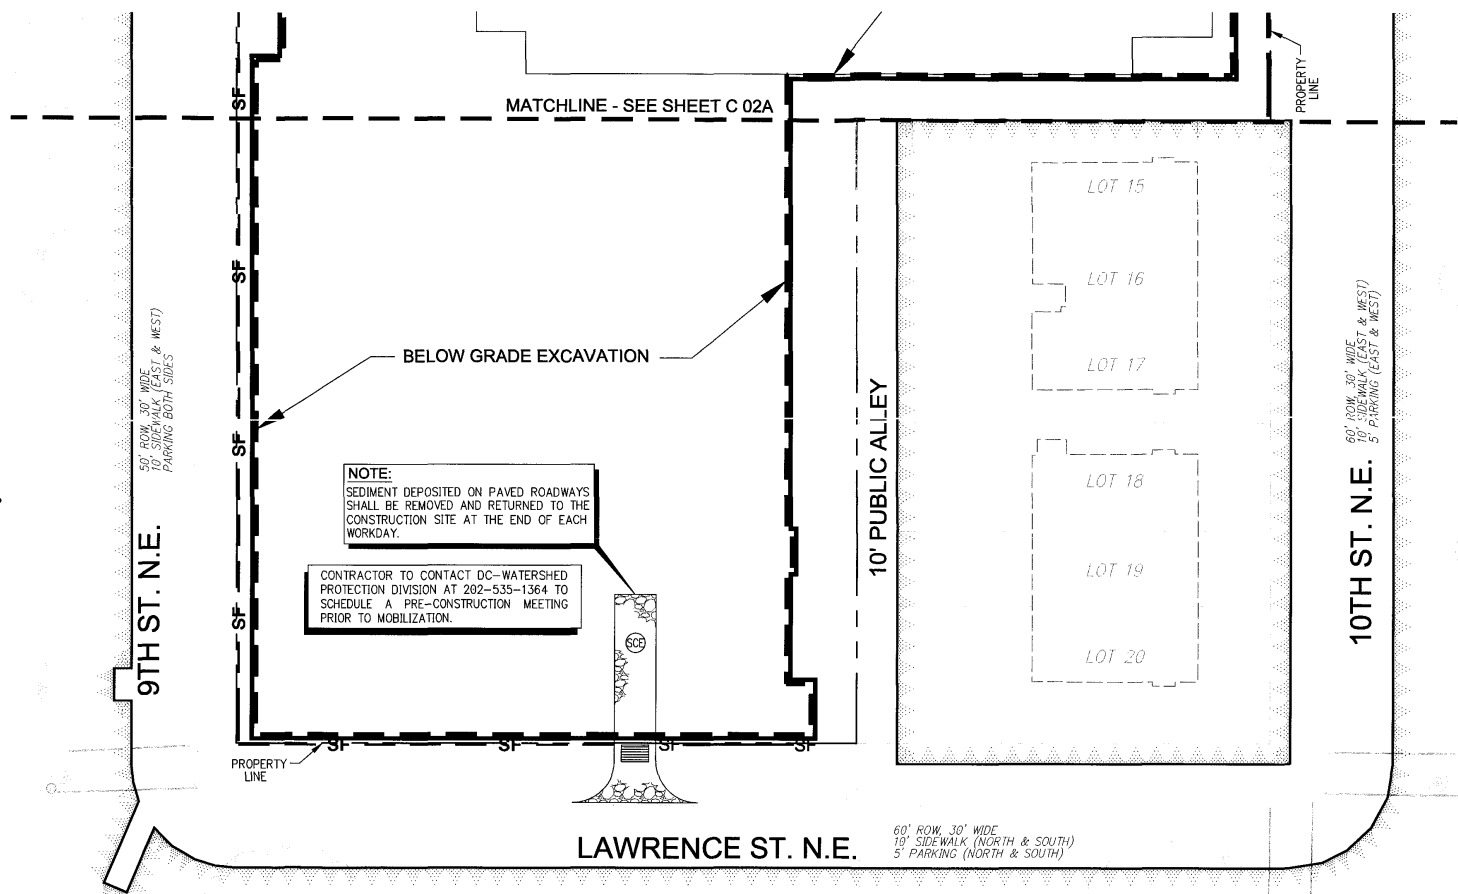 PROPERTY
LINE
SF
MATCHLINE - SEE SHEET C 02A
LOT 15
SF
LOT 16
BELOW GRADE EXCAVATION
LOT 17
50' ROW, 30' WIDE
10' SIDEWALK (EAST & WEST)
PARKING BOTH SIDES
60' ROW, 30' WIDE
10' SIDEWALK (EAST & WEST)
5' PARKING (EAST & WEST)
SF
NOTE:
SEDIMENT DEPOSITED ON PAVED ROADWAYS
SHALL BE REMOVED AND RETURNED TO THE
CONSTRUCTION SITE AT THE END OF EACH
WORKDAY.
10' PUBLIC ALLEY
LOT 18
CONTRACTOR TO CONTACT DC-WATERSHED
PROTECTION DIVISION AT 202-535-1364 TO
SCHEDULE A PRE-CONSTRUCTION MEETING
PRIOR TO MOBILIZATION.
LOT 19
9TH ST. N.E.
10TH ST. N.E.
SF
SCE
LOT 20
SF
SF
SF
SF
PROPERTY
LINE
LAWRENCE ST. N.E.
60' ROW, 30' WIDE
10' SIDEWALK (NORTH & SOUTH)
5' PARKING (NORTH & SOUTH)